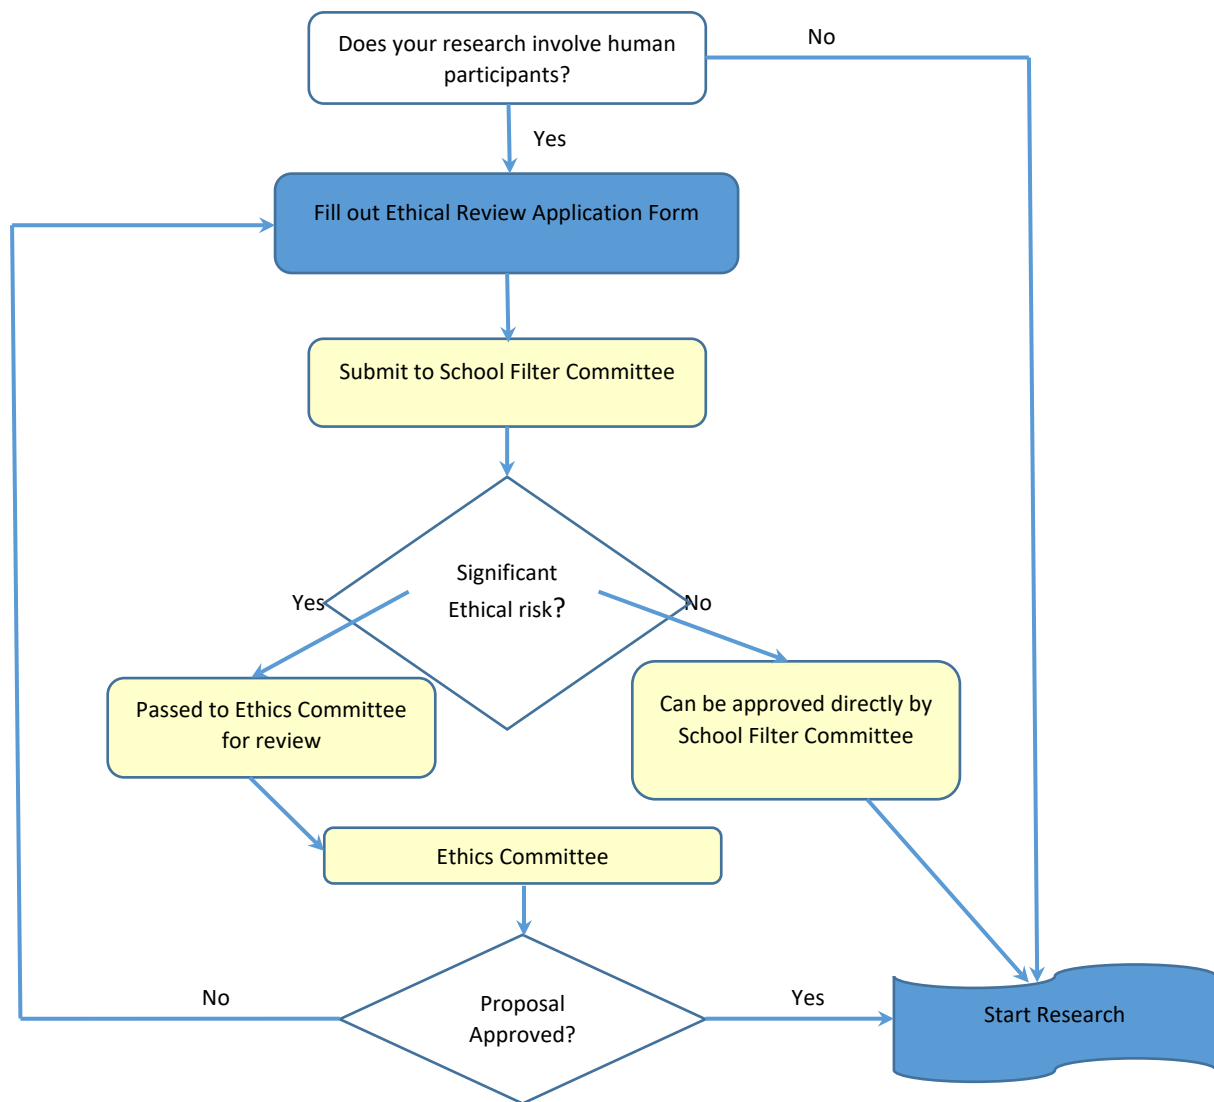 Does your research involve human
participants?
No
Yes
Fill out Ethical Review Application Form
Submit to School Filter Committee
Significant
Ethical risk?
Yes
No
Passed to Ethics Committee
for review
Can be approved directly by
School Filter Committee
Ethics Committee
No
Proposal
Approved?
Yes
Start Research